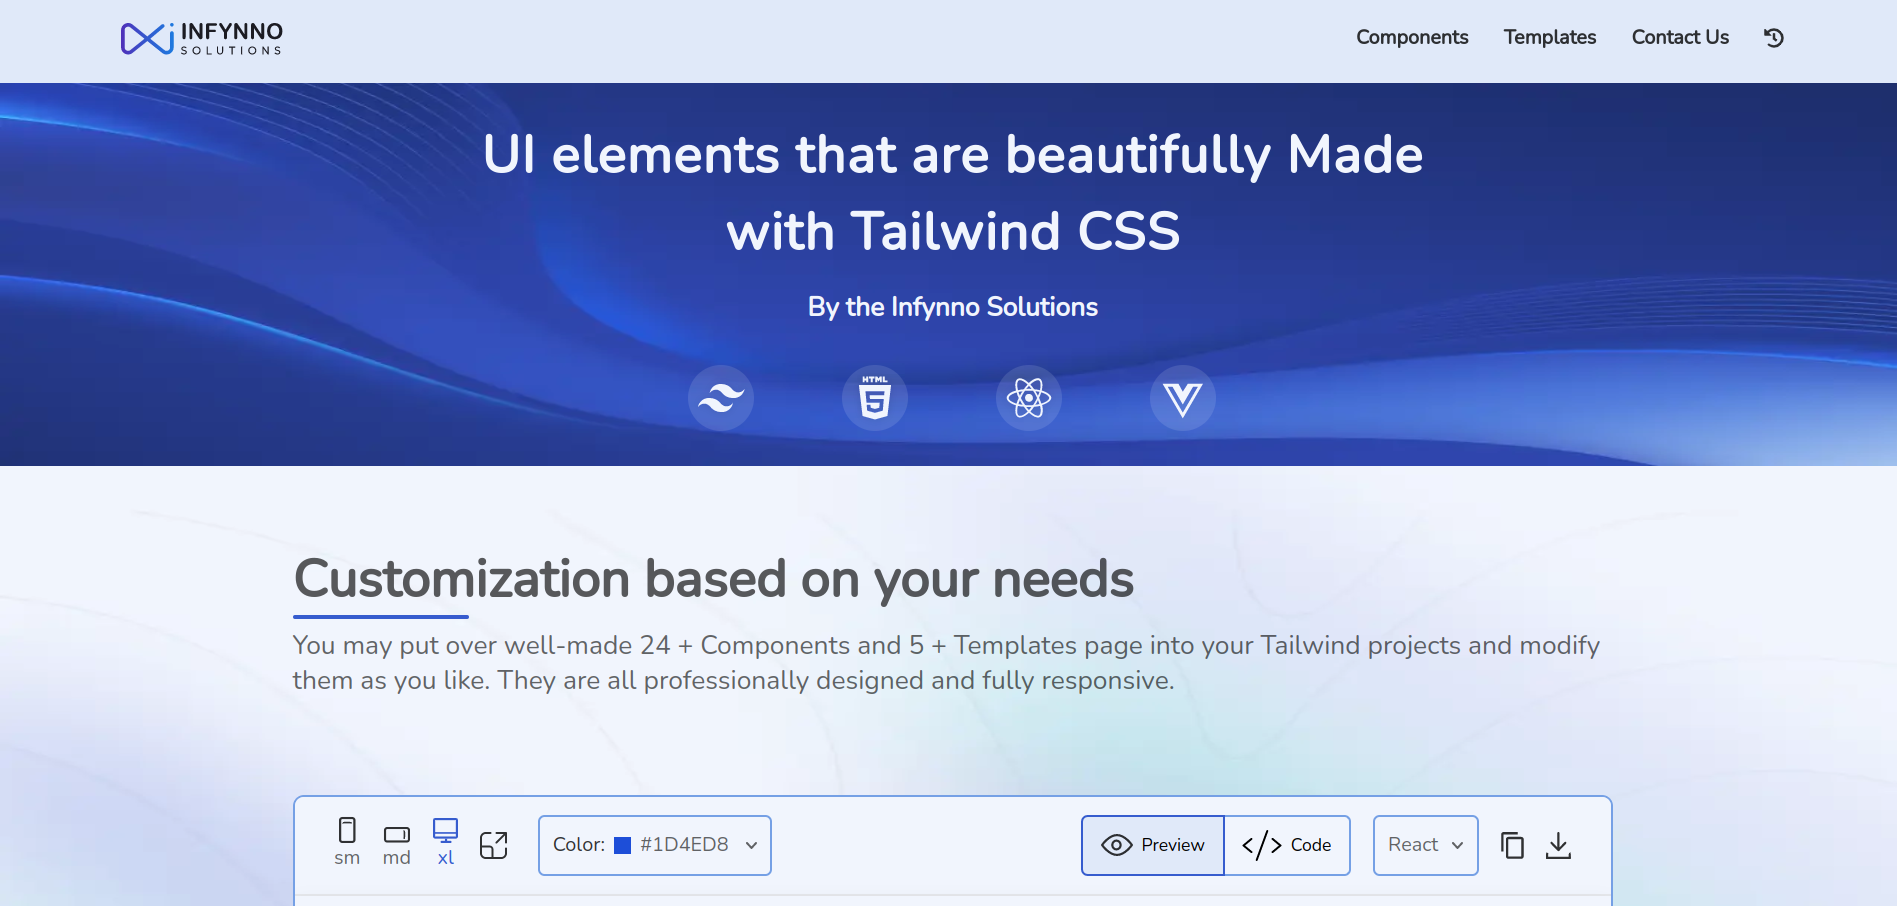 INFYNNO
SOLUTIONS
Components
Templates
Contact Us
UI elements that are beautifully Made
with Tailwind CSS
By the Infynno Solutions
HTML
5
Customization based on your needs
You may put over well-made 24 + Components and 5 + Templates page into your Tailwind projects and modify
them as you like. They are all professionally designed and fully responsive.
sm
md
xl
Color: #1D4ED8
Preview
Code
React